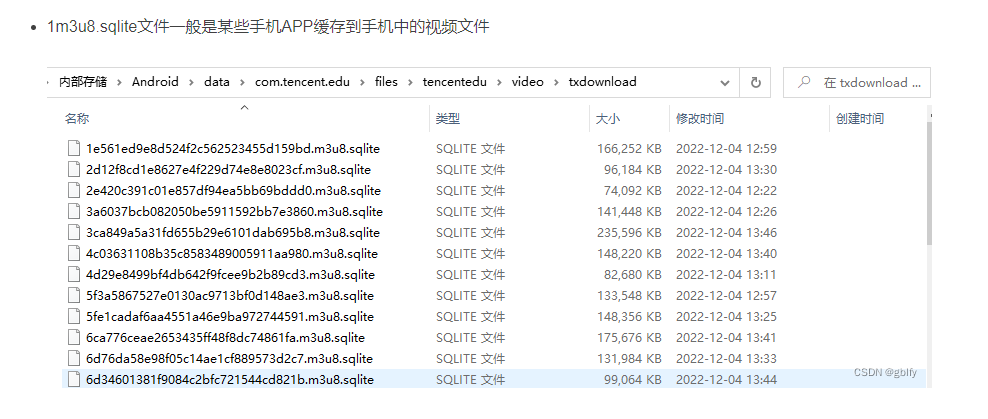 1m3u8.sqlite文件一般是某些手机APP缓存到手机中的视频文件
内部存储 > Android > data > com.tencent.edu > files > tencentedu > video > txdownload 在 txdownload ...
名称 类型 大小 修改时间 创建时间
1e561ed9e8d524f2c562523455d159bd.m3u8.sqlite SQLITE 文件 166,252 KB 2022-12-04 12:59
2d12f8cd1e8627e4f229d74e8e8023cf.m3u8.sqlite SQLITE 文件 96,184 KB 2022-12-04 13:30
2e420c391c01e857df94ea5bb69bddd0.m3u8.sqlite SQLITE 文件 74,092 KB 2022-12-04 12:22
3a6037bcb082050be5911592bb7e3860.m3u8.sqlite SQLITE 文件 141,448 KB 2022-12-04 12:26
3ca849a5a31fd655b29e6101dab695b8.m3u8.sqlite SQLITE 文件 235,596 KB 2022-12-04 13:46
4c03631108b35c8583489005911aa980.m3u8.sqlite SQLITE 文件 148,220 KB 2022-12-04 13:40
4d29e8499bf4db642f9fcee9b2b89cd3.m3u8.sqlite SQLITE 文件 82,680 KB 2022-12-04 13:11
5f3a5867527e0130ac9713bf0d148ae3.m3u8.sqlite SQLITE 文件 133,548 KB 2022-12-04 12:57
5fe1cadaf6aa4551a46e9ba972744591.m3u8.sqlite SQLITE 文件 148,356 KB 2022-12-04 13:25
6ca776ceae2653435ff48f8dc74861fa.m3u8.sqlite SQLITE 文件 175,676 KB 2022-12-04 13:41
6d76da58e98f05c14ae1cf889573d2c7.m3u8.sqlite SQLITE 文件 131,984 KB 2022-12-04 13:33
6d34601381f9084c2bfc721544cd821b.m3u8.sqlite SQLITE 文件 99,064 KB 2022-12-04 13:44
CSDN @gblfy